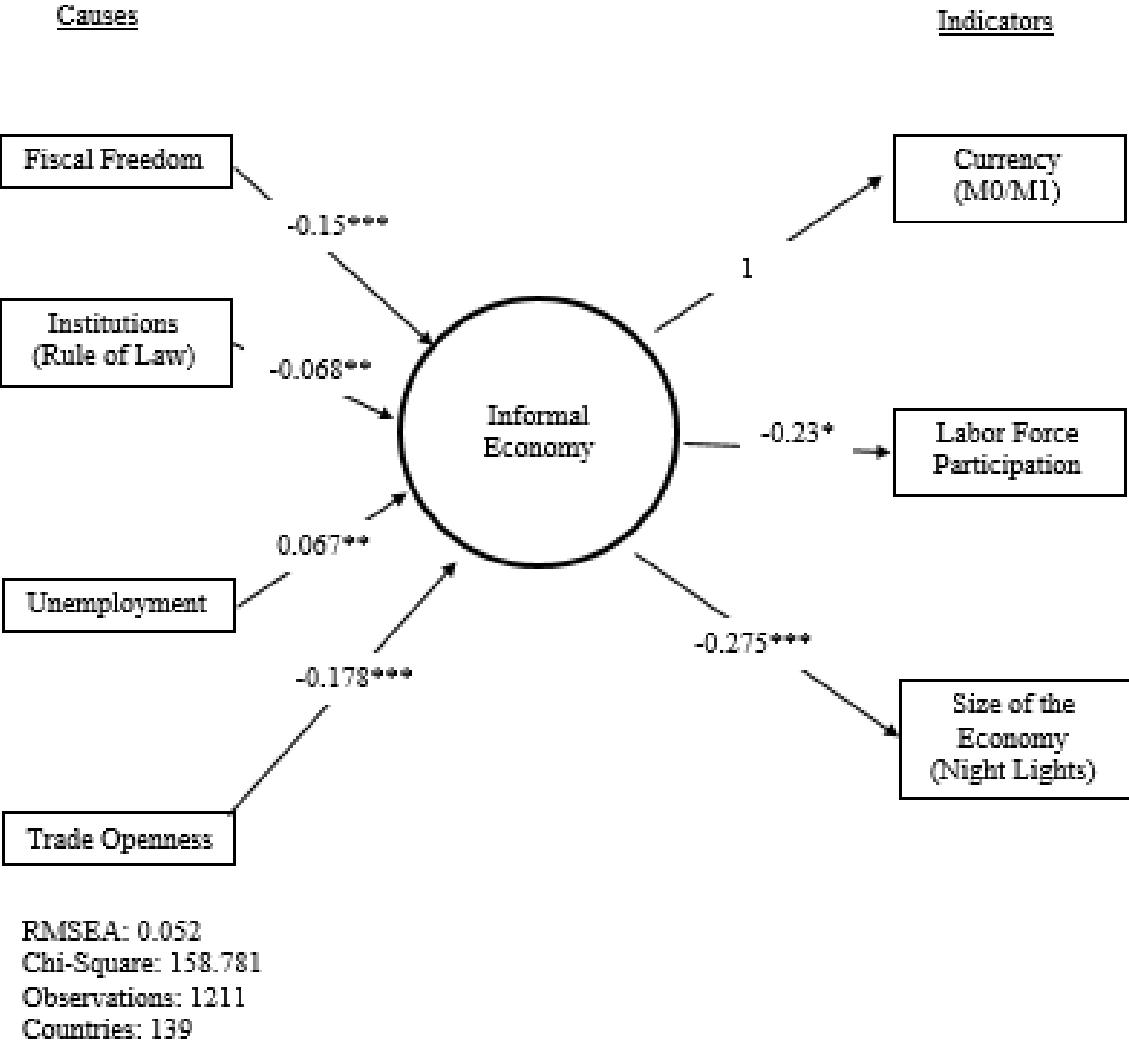 Causes
Indicators
Fiscal Freedom
-0.15***
Institutions
(Rule of Law)
-0.068**
Unemployment
0.067**
Trade Openness
-0.178***
Informal
Economy
1
Currency
(M0/M1)
-0.23*
Labor Force
Participation
-0.275***
Size of the
Economy
(Night Lights)
RMSEA: 0.052
Chi-Square: 158.781
Observations: 1211
Countries: 139